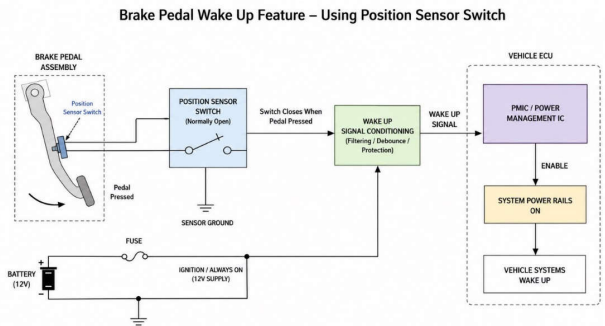 Brake Pedal Wake Up Feature – Using Position Sensor Switch
BRAKE PEDAL
ASSEMBLY
Position
Sensor Switch
Pedal
Pressed
POSITION SENSOR
SWITCH
(Normally Open)
SENSOR GROUND
Switch Closes When
Pedal Pressed
WAKE UP
SIGNAL CONDITIONING
(Filtering / Debounce /
Protection)
WAKE UP
SIGNAL
VEHICLE ECU
PMIC / POWER
MANAGEMENT IC
ENABLE
SYSTEM POWER RAILS
ON
VEHICLE SYSTEMS
WAKE UP
FUSE
BATTERY
(12V)
+
–
IGNITION / ALWAYS ON
(12V SUPPLY)